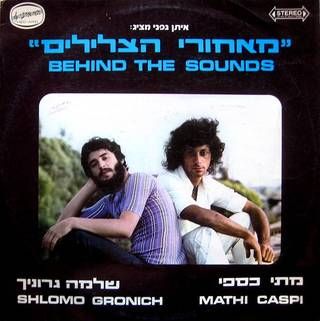 איתן גפני מציג:
"מאחורי הצלילים"
BEHIND THE SOUNDS
STEREO
שלמה גרוניך
SHLOMO GRONICH
מתי כספי
MATHI CASPI